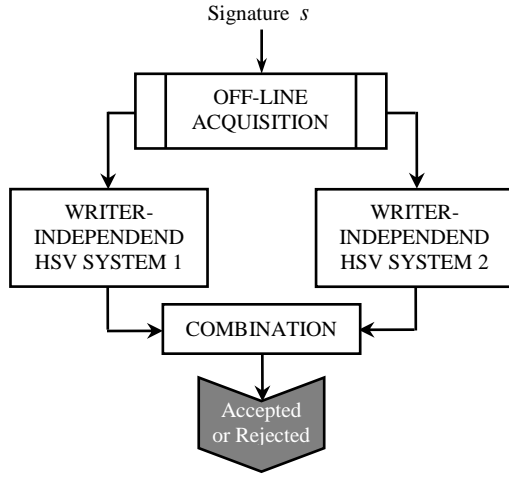 Signature s
OFF-LINE
ACQUISITION
WRITER-
INDEPENDEND
HSV SYSTEM 1
WRITER-
INDEPENDEND
HSV SYSTEM 2
COMBINATION
Accepted
or Rejected